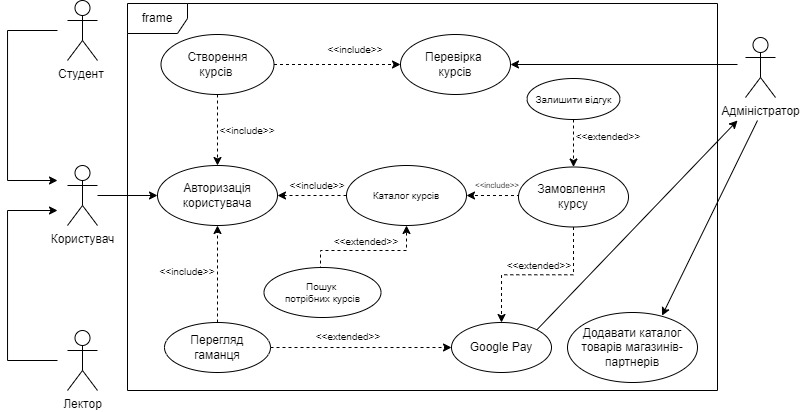 frame
Створення
курсів
<<include>>
Перевірка
курсів
Студент
Адміністратор
Залишити відгук
<<include>>
<<extended>>
Авторизація
користувача
<<include>>
Каталог курсів
<<include>>
Замовлення
курсу
Користувач
<<extended>>
<<include>>
<<extended>>
Пошук
потрібних курсів
Перегляд
гаманця
<<extended>>
Google Pay
Додавати каталог
товарів магазинів-
партнерів
Лектор